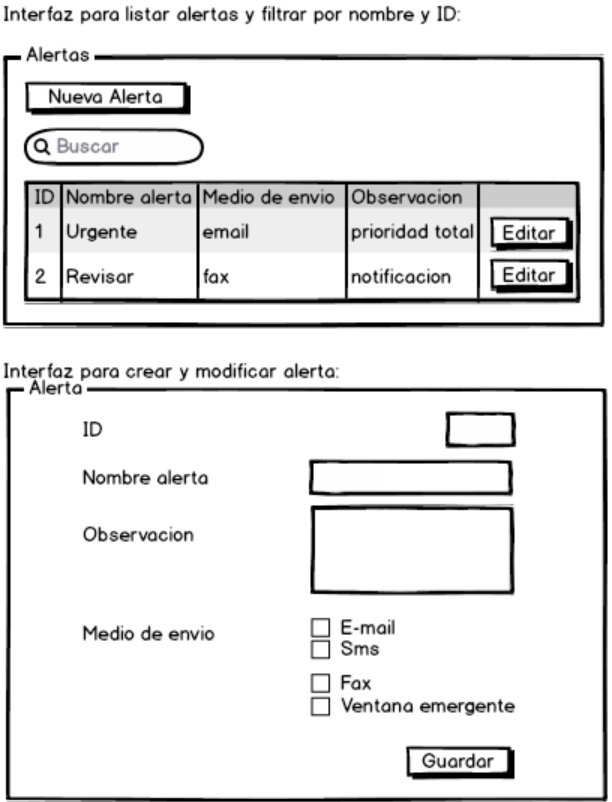 Interfaz para listar alertas y filtrar por nombre y ID:
Alertas
Nueva Alerta
Buscar
ID Nombre alerta Medio de envio Observacion
1 Urgente email prioridad total Editar
2 Revisar fax notificacion Editar
Interfaz para crear y modificar alerta:
Alerta
ID
Nombre alerta
Observacion
Medio de envio E-mail
Sms
Fax
Ventana emergente
Guardar